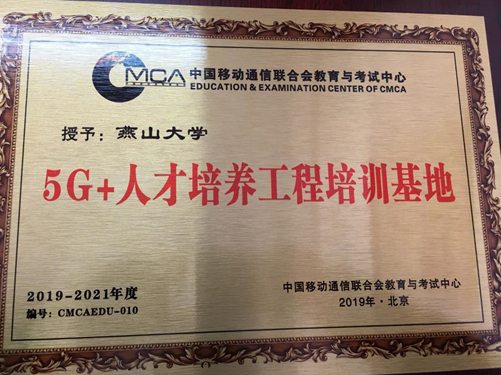 CMCA 中国移动通信联合会教育与考试中心
EDUCATION & EXAMINATION CENTER OF CMCA
授予：燕山大学
5G+人才培养工程培训基地
2019-2021年度
编号：CMCAEDU-010
中国移动通信联合会教育与考试中心
2019年·北京